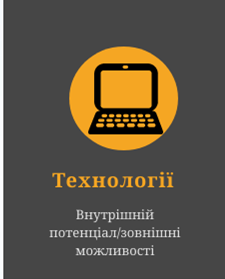 Технології
Внутрішній
потенціал/зовнішні
можливості